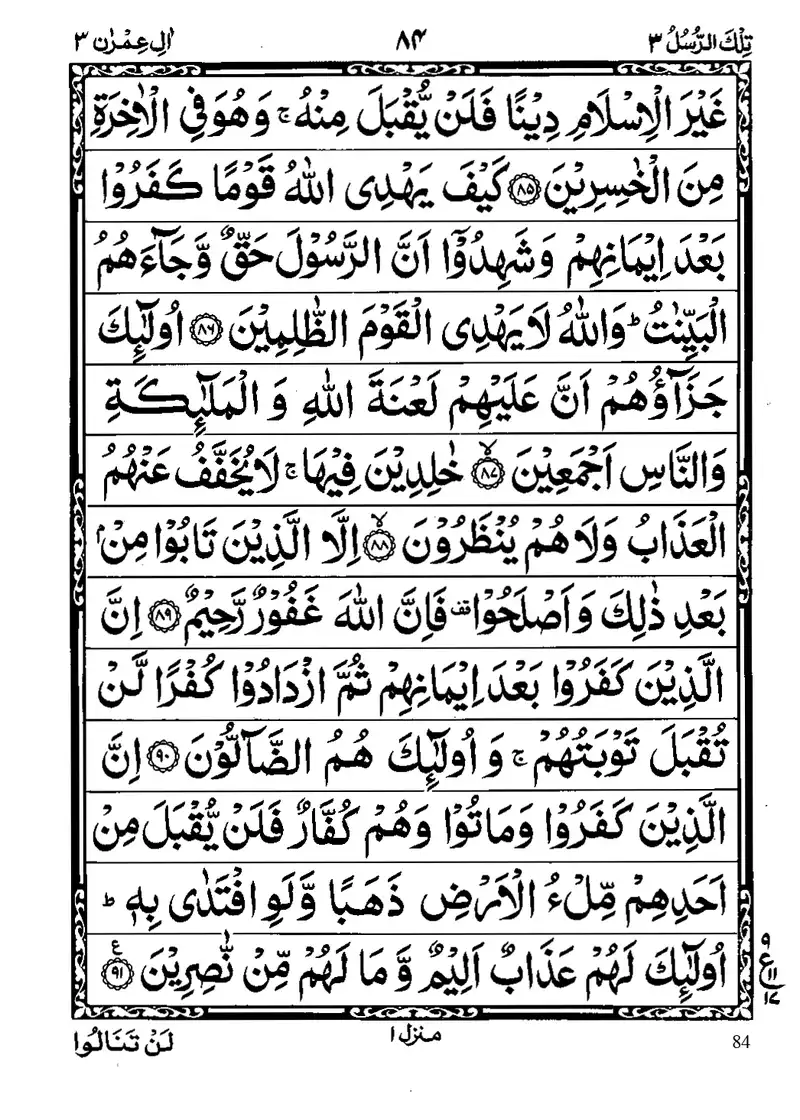 تِلْكَ الرُّسُلُ ٣
٨٤
اٰلِ عِمْرٰن ٣
غَيْرَ الْاِسْلَامِ دِيْنًا فَلَنْ يُّقْبَلَ مِنْهُ ۚ وَهُوَ فِي الْاٰخِرَةِ
مِنَ الْخٰسِرِيْنَ ﴿٨٥﴾ كَيْفَ يَهْدِى اللّٰهُ قَوْمًا كَفَرُوْا
بَعْدَ اِيْمَانِهِمْ وَشَهِدُوْۤا اَنَّ الرَّسُوْلَ حَقٌّ وَّجَآءَهُمُ
الْبَيِّنٰتُ ؕ وَاللّٰهُ لَا يَهْدِى الْقَوْمَ الظّٰلِمِيْنَ ﴿٨٦﴾ اُولٰٓئِكَ
جَزَآؤُهُمْ اَنَّ عَلَيْهِمْ لَعْنَةَ اللّٰهِ وَ الْمَلٰٓئِكَةِ
وَالنَّاسِ اَجْمَعِيْنَ ﴿٨٧﴾ۙ خٰلِدِيْنَ فِيْهَا ۚ لَا يُخَفَّفُ عَنْهُمُ
الْعَذَابُ وَلَا هُمْ يُنْظَرُوْنَ ﴿٨٨﴾ۙ اِلَّا الَّذِيْنَ تَابُوْا مِنْۢ
بَعْدِ ذٰلِكَ وَاَصْلَحُوْا ۫ فَاِنَّ اللّٰهَ غَفُوْرٌ رَّحِيْمٌ ﴿٨٩﴾ اِنَّ
الَّذِيْنَ كَفَرُوْا بَعْدَ اِيْمَانِهِمْ ثُمَّ ازْدَادُوْا كُفْرًا لَّنْ
تُقْبَلَ تَوْبَتُهُمْ ۚ وَ اُولٰٓئِكَ هُمُ الضَّآلُّوْنَ ﴿٩٠﴾ اِنَّ
الَّذِيْنَ كَفَرُوْا وَمَاتُوْا وَهُمْ كُفَّارٌ فَلَنْ يُّقْبَلَ مِنْ
اَحَدِهِمْ مِّلْءُ الْاَرْضِ ذَهَبًا وَّلَوِ افْتَدٰى بِهٖ ؕ
اُولٰٓئِكَ لَهُمْ عَذَابٌ اَلِيْمٌ وَّ مَا لَهُمْ مِّنْ نّٰصِرِيْنَ ﴿٩١﴾ ع
٩
ع ١١
١٧
84
منزل ١
لَنْ تَنَالُوا